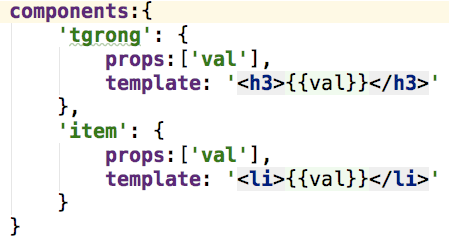 components:{
'tgrong': {
props:['val'],
template: '<h3>{{val}}</h3>'
},
'item': {
props:['val'],
template: '<li>{{val}}</li>'
}
}